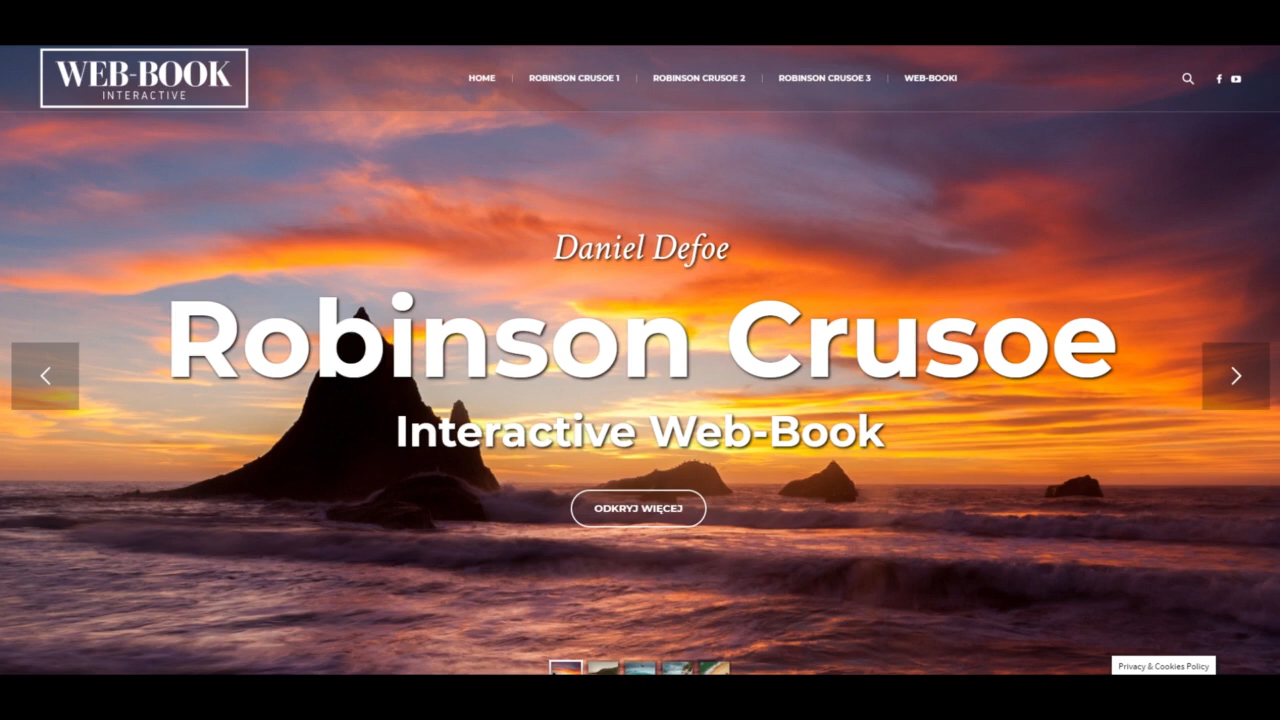 WEB-BOOK
INTERACTIVE
HOME
ROBINSON CRUSOE 1
ROBINSON CRUSOE 2
ROBINSON CRUSOE 3
WEB-BOOKI
Daniel Defoe
Robinson Crusoe
Interactive Web-Book
ODKRYJ WIĘCEJ
Privacy & Cookies Policy